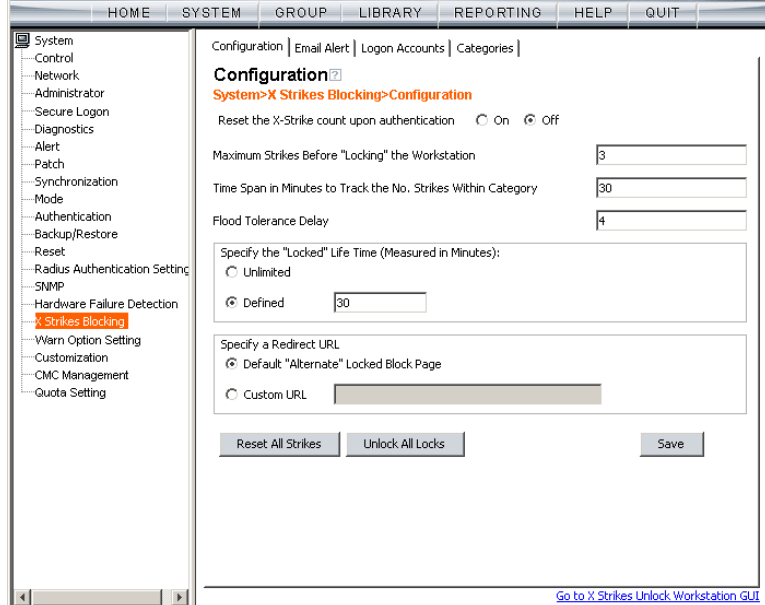 HOME SYSTEM GROUP LIBRARY REPORTING HELP QUIT
System
Control
Network
Administrator
Secure Logon
Diagnostics
Alert
Patch
Synchronization
Mode
Authentication
Backup/Restore
Reset
Radius Authentication Setting
SNMP
Hardware Failure Detection
X Strikes Blocking
Warn Option Setting
Customization
CMC Management
Quota Setting
Configuration Email Alert Logon Accounts Categories
Configuration ?
System>X Strikes Blocking>Configuration
Reset the X-Strike count upon authentication On Off
Maximum Strikes Before "Locking" the Workstation 3
Time Span in Minutes to Track the No. Strikes Within Category 30
Flood Tolerance Delay 4
Specify the "Locked" Life Time (Measured in Minutes):
Unlimited
Defined 30
Specify a Redirect URL
Default "Alternate" Locked Block Page
Custom URL
Reset All Strikes Unlock All Locks Save
Go to X Strikes Unlock Workstation GUI